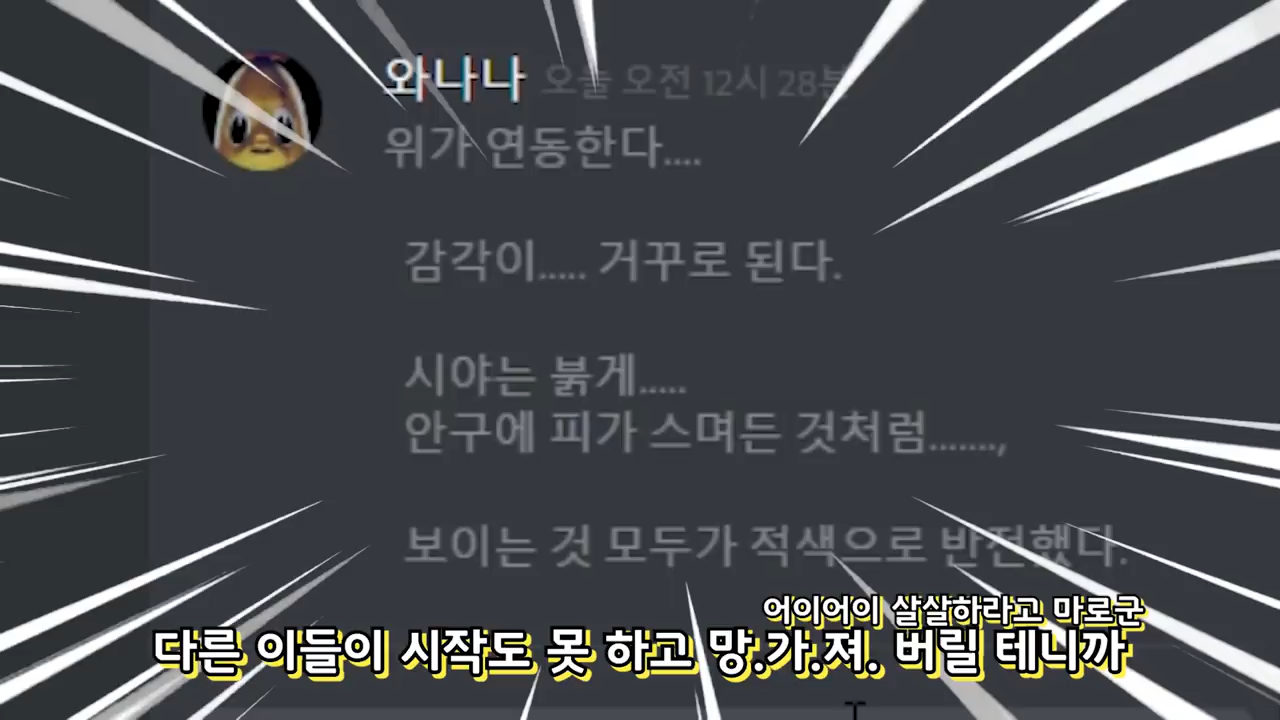 와나나 오늘 오전 12시 28분
위가 연동한다....
감각이..... 거꾸로 된다.
시야는 붉게.....
안구에 피가 스며든 것처럼.......,
보이는 것 모두가 적색으로 반전했다.
어이어이 살살하라고 마로군
다른 이들이 시작도 못 하고 망.가.져. 버릴 테니까